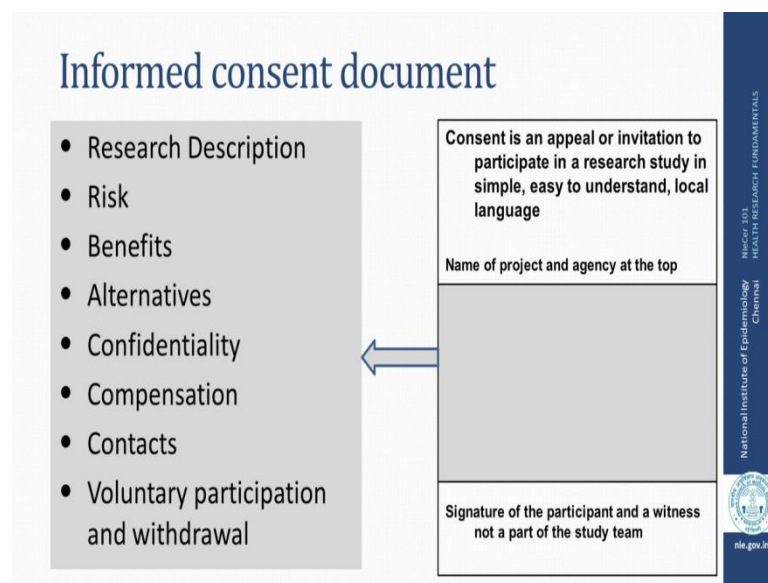 Informed consent document
• Research Description
• Risk
• Benefits
• Alternatives
• Confidentiality
• Compensation
• Contacts
• Voluntary participation
and withdrawal
Consent is an appeal or invitation to
participate in a research study in
simple, easy to understand, local
language
Name of project and agency at the top
Signature of the participant and a witness
not a part of the study team
NIeCer 101
HEALTH RESEARCH FUNDAMENTALS
National Institute of Epidemiology
Chennai
nie.gov.in